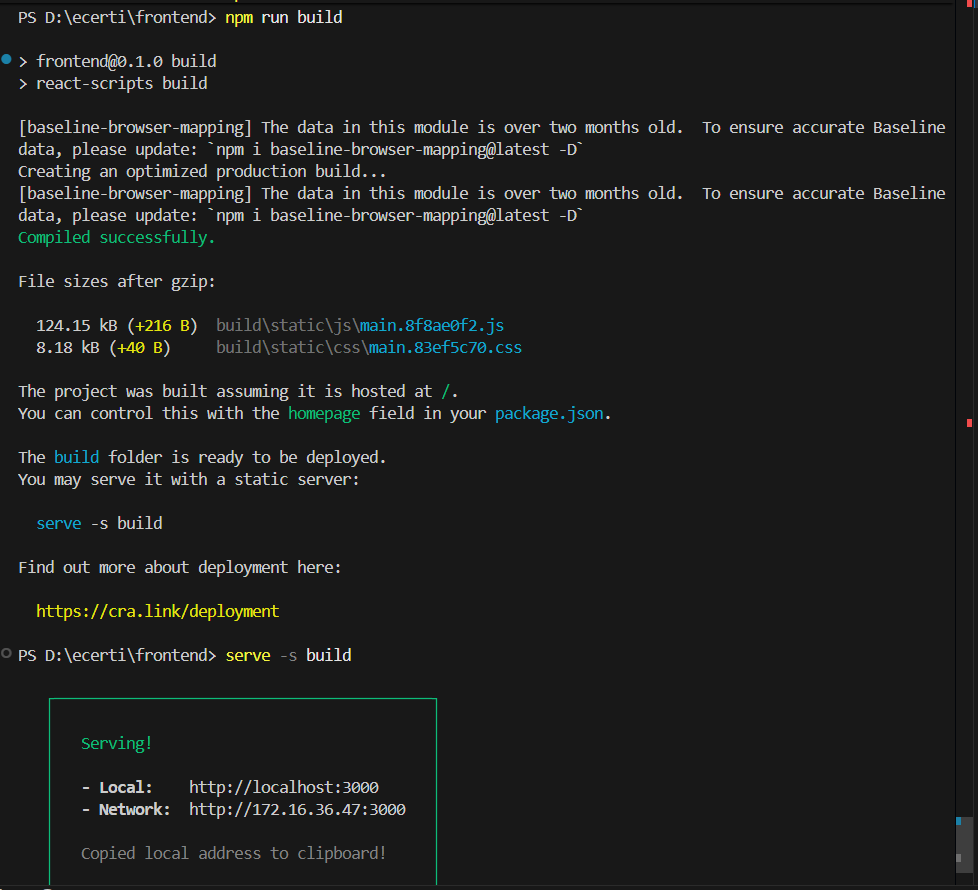 PS D:\ecerti\frontend> npm run build
> frontend@0.1.0 build
> react-scripts build
[baseline-browser-mapping] The data in this module is over two months old.  To ensure accurate Baseline
data, please update: `npm i baseline-browser-mapping@latest -D`
Creating an optimized production build...
[baseline-browser-mapping] The data in this module is over two months old.  To ensure accurate Baseline
data, please update: `npm i baseline-browser-mapping@latest -D`
Compiled successfully.
File sizes after gzip:
124.15 kB (+216 B)  build\static\js\main.8f8ae0f2.js
8.18 kB (+40 B)     build\static\css\main.83ef5c70.css
The project was built assuming it is hosted at /.
You can control this with the homepage field in your package.json.
The build folder is ready to be deployed.
You may serve it with a static server:
serve -s build
Find out more about deployment here:
https://cra.link/deployment
PS D:\ecerti\frontend> serve -s build
Serving!
- Local:    http://localhost:3000
- Network:  http://172.16.36.47:3000
Copied local address to clipboard!